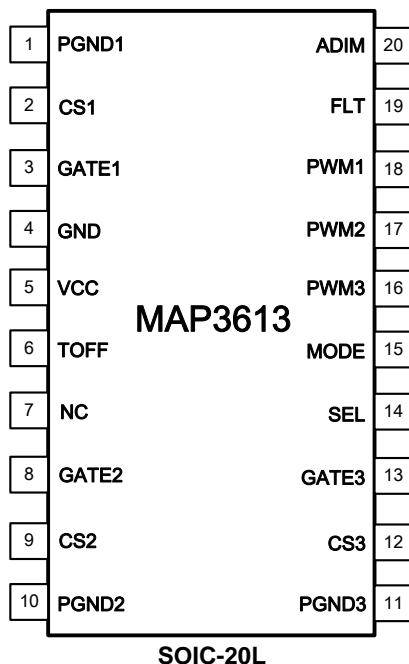 1 PGND1 ADIM 20
2 CS1 FLT 19
3 GATE1 PWM1 18
4 GND PWM2 17
5 VCC PWM3 16
MAP3613
6 TOFF MODE 15
7 NC SEL 14
8 GATE2 GATE3 13
9 CS2 CS3 12
10 PGND2 PGND3 11
SOIC-20L